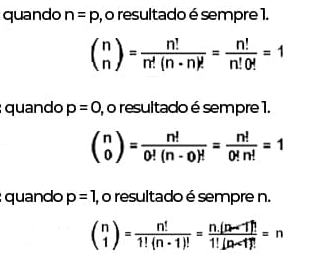 quando n = p, o resultado é sempre 1.
(n n) = n! / n! (n - n)! = n! / n! 0! = 1
: quando p = 0, o resultado é sempre 1.
(n 0) = n! / 0! (n - 0)! = n! / 0! n! = 1
: quando p = 1, o resultado é sempre n.
(n 1) = n! / 1! (n - 1)! = n.(n - 1)! / 1! (n - 1)! = n